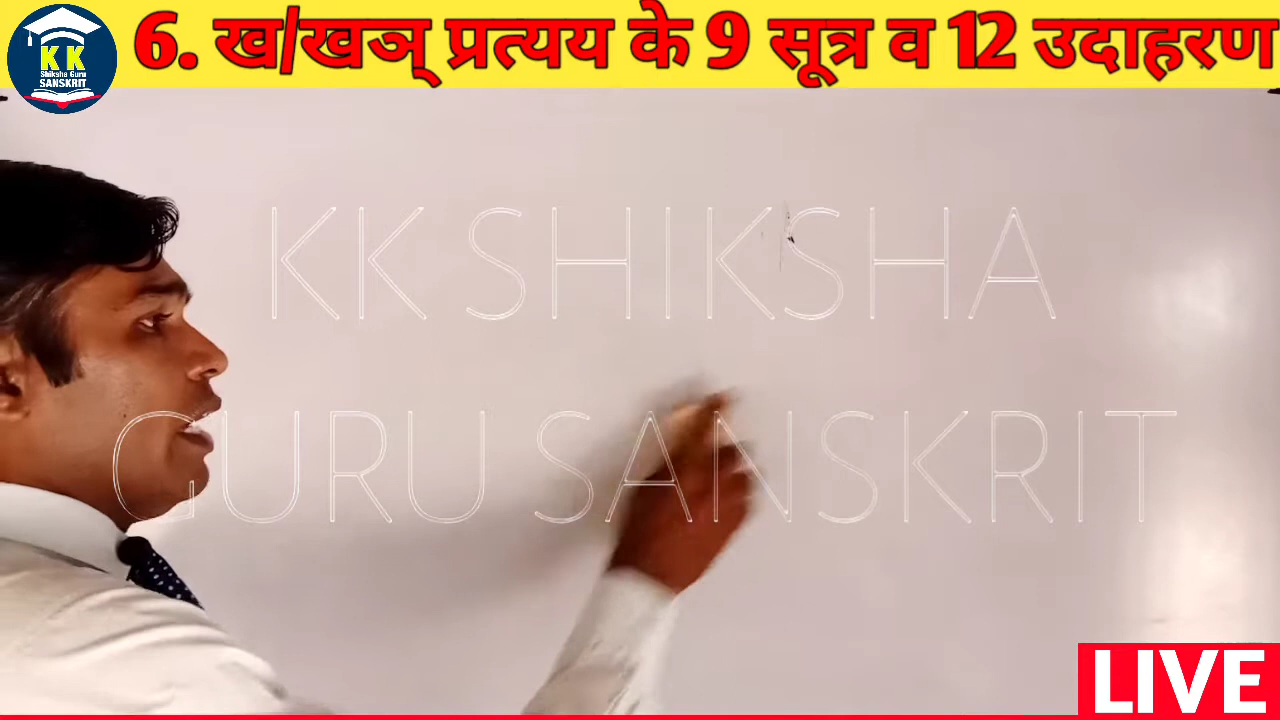 6. ख/खञ् प्रत्यय के 9 सूत्र व 12 उदाहरण
KK
Shiksha Guru
SANSKRIT
KK SHIKSHA
GURU SANSKRIT
LIVE